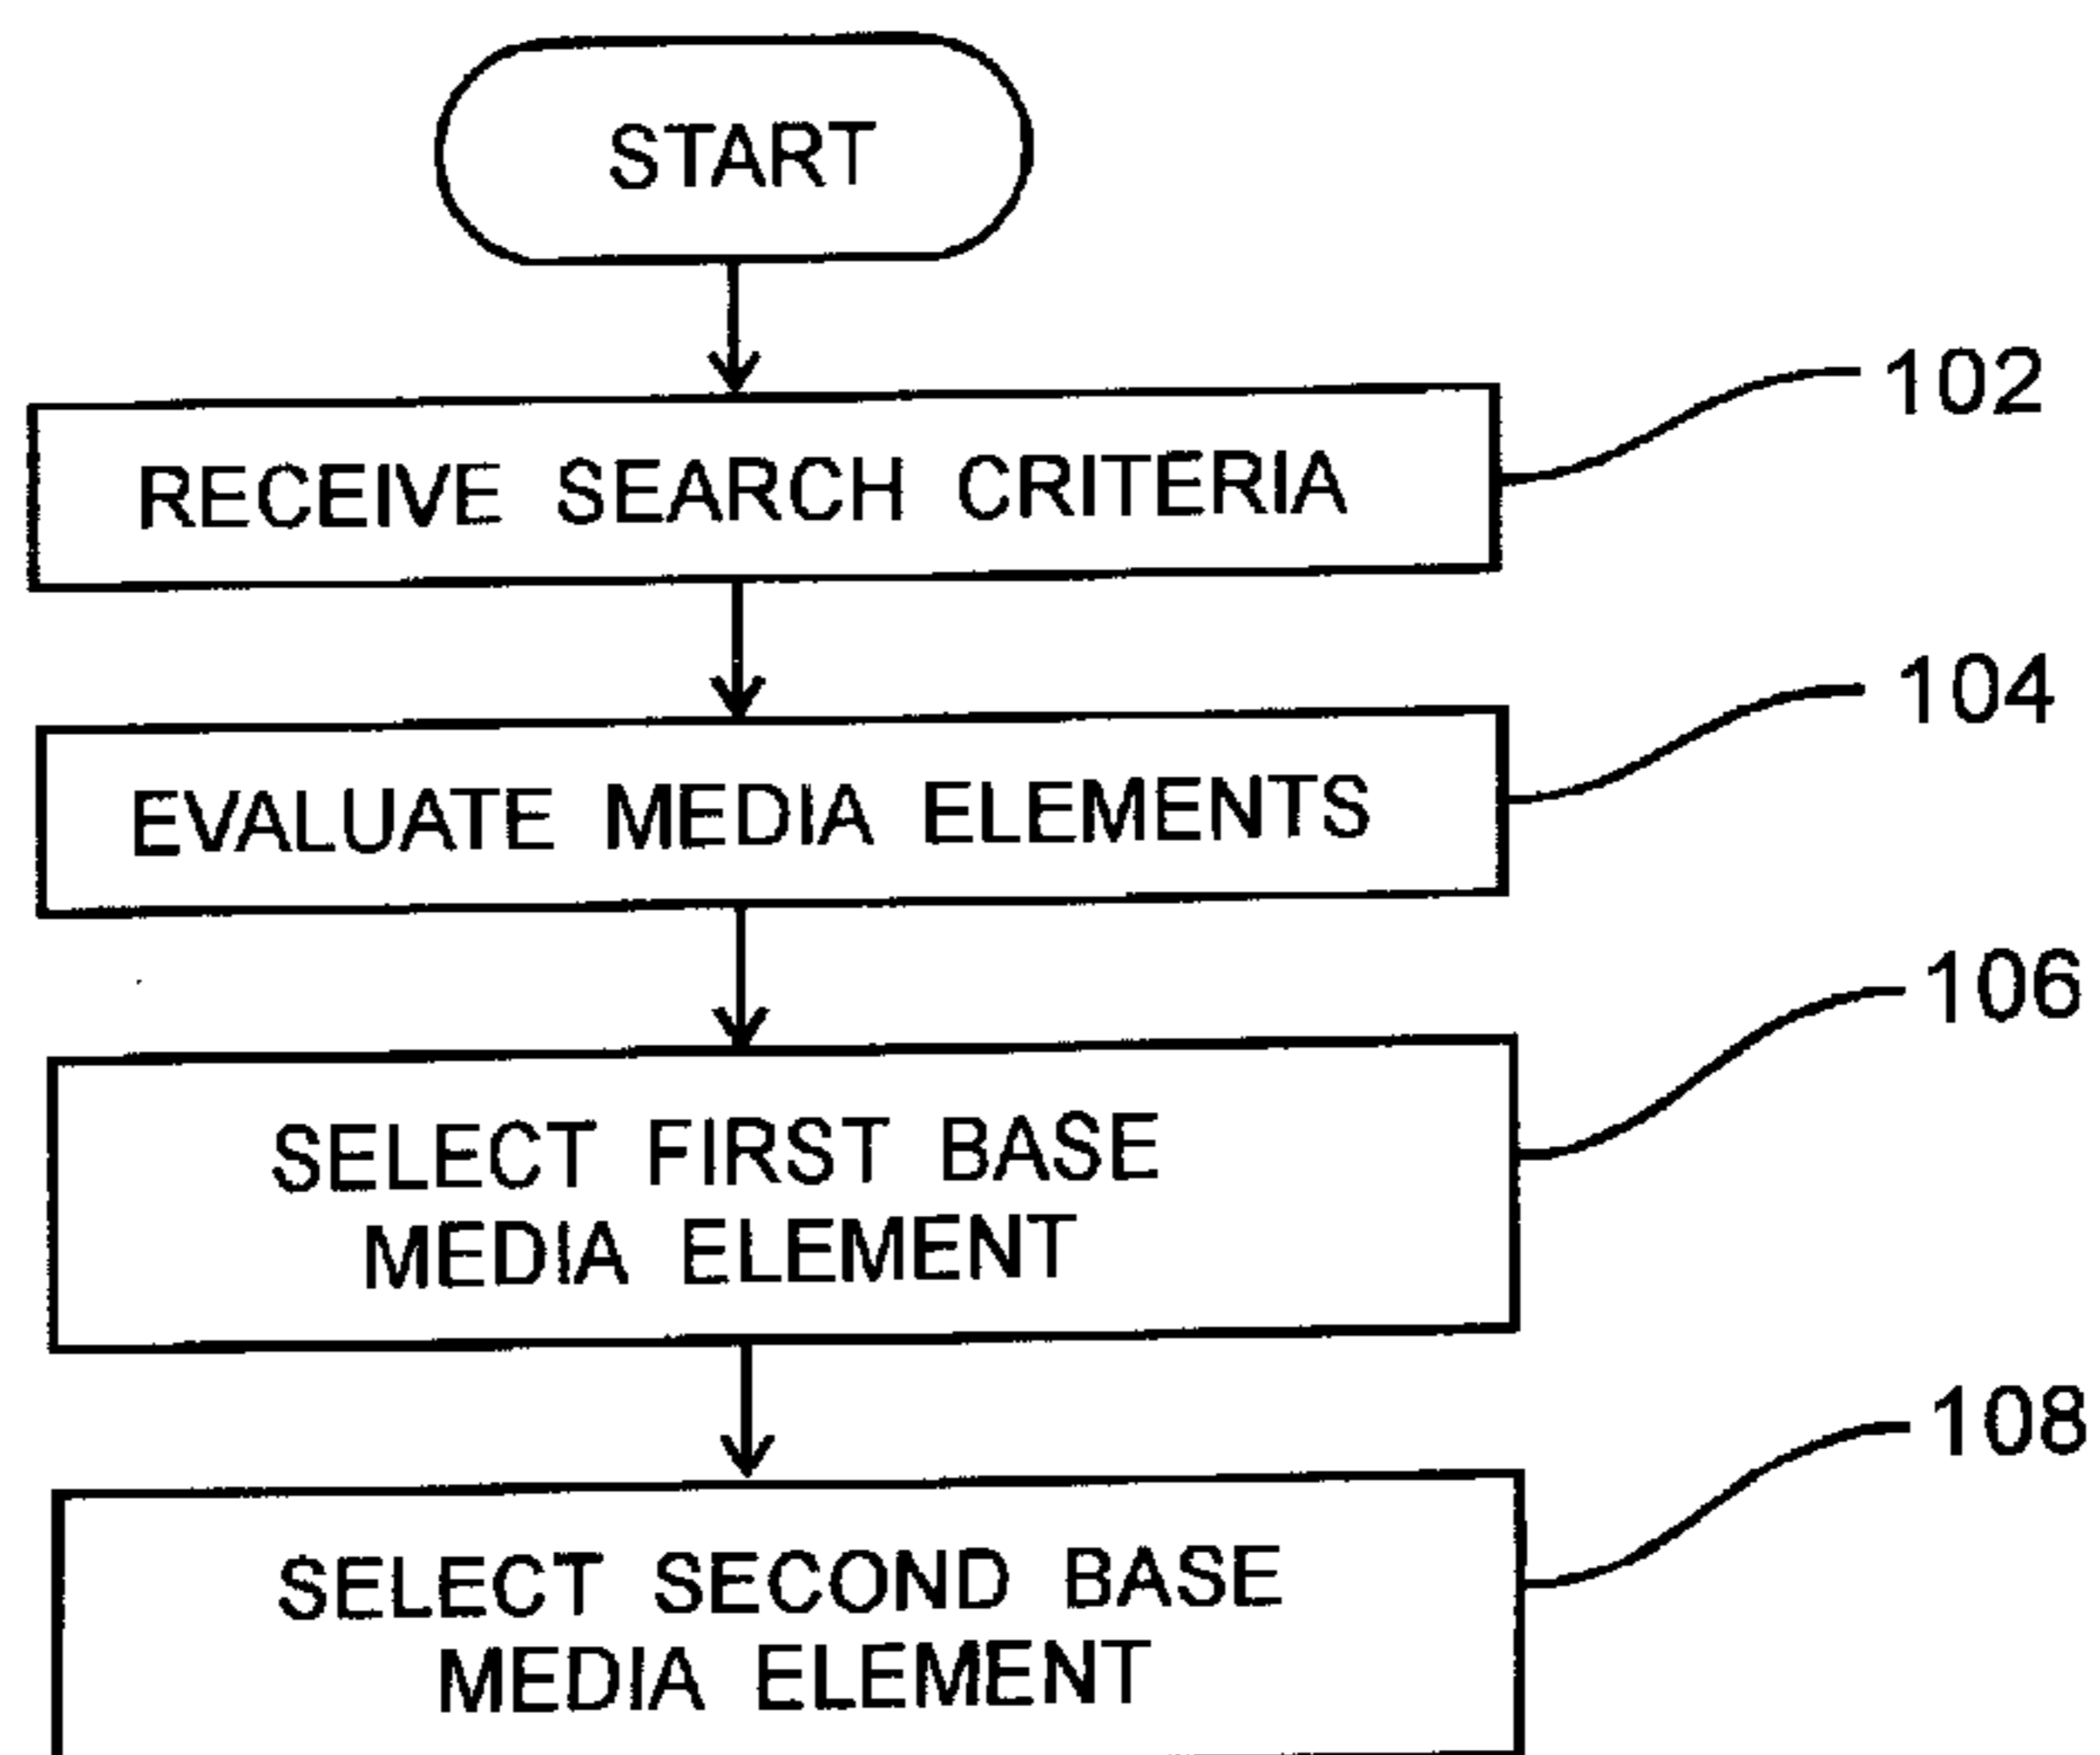 START
102
RECEIVE SEARCH CRITERIA
104
EVALUATE MEDIA ELEMENTS
106
SELECT FIRST BASE
MEDIA ELEMENT
108
SELECT SECOND BASE
MEDIA ELEMENT